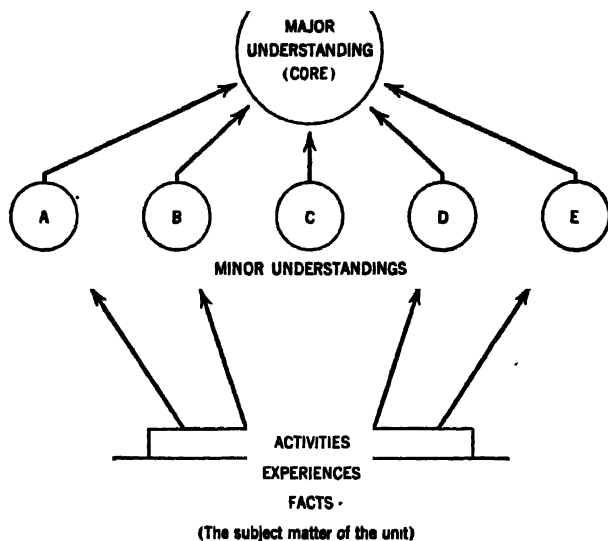 MAJOR
UNDERSTANDING
(CORE)
A B C D E
MINOR UNDERSTANDINGS
ACTIVITIES
EXPERIENCES
FACTS
(The subject matter of the unit)